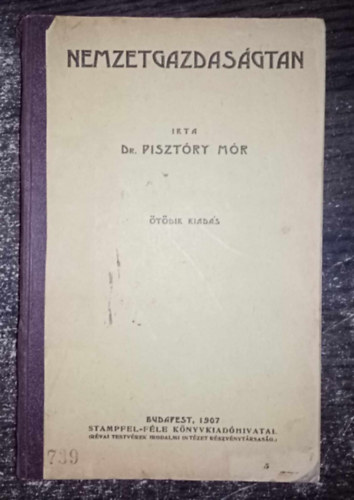 NEMZETGAZDASÁGTAN
IRTA
DR. PISZTÓRY MÓR
ÖTÖDIK KIADÁS
BUDAPEST, 1907
STAMPFEL-FÉLE KÖNYVKIADÓHIVATAL
(RÉVAI TESTVÉREK IRODALMI INTÉZET RÉSZVÉNYTÁRSASÁG.)
739